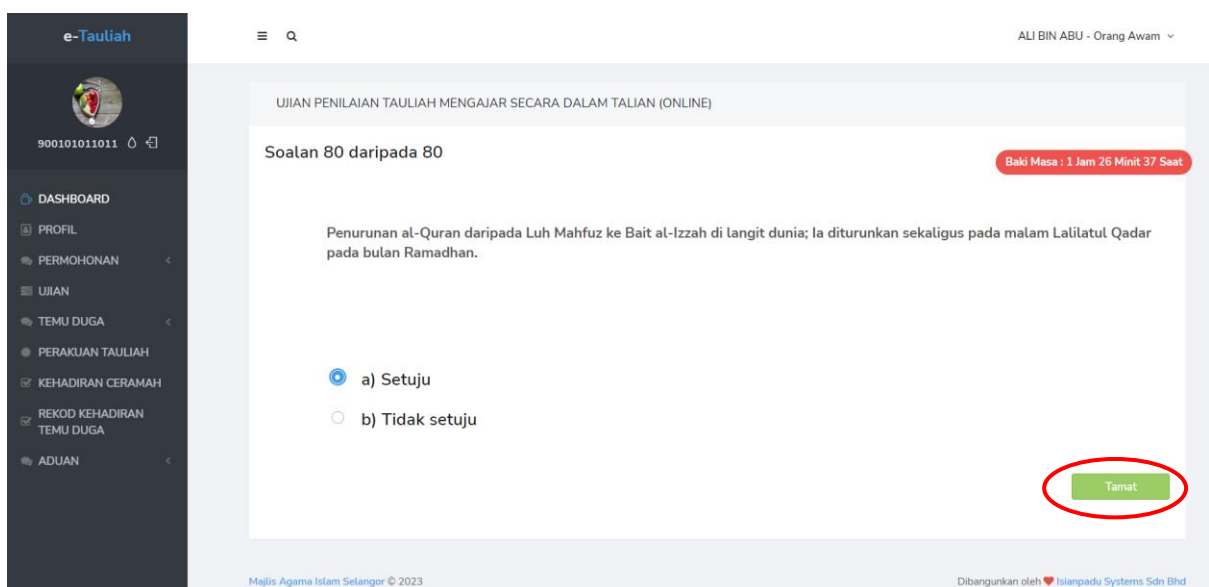 e-Tauliah
ALI BIN ABU - Orang Awam
900101011011
DASHBOARD
PROFIL
PERMOHONAN
UJIAN
TEMU DUGA
PERAKUAN TAULIAH
KEHADIRAN CERAMAH
REKOD KEHADIRAN
TEMU DUGA
ADUAN
UJIAN PENILAIAN TAULIAH MENGAJAR SECARA DALAM TALIAN (ONLINE)
Soalan 80 daripada 80
Baki Masa : 1 Jam 26 Minit 37 Saat
Penurunan al-Quran daripada Luh Mahfuz ke Bait al-Izzah di langit dunia; Ia diturunkan sekaligus pada malam Lalilatul Qadar
pada bulan Ramadhan.
a) Setuju
b) Tidak setuju
Tamat
Majlis Agama Islam Selangor © 2023
Dibangunkan oleh ❤ Isianpadu Systems Sdn Bhd